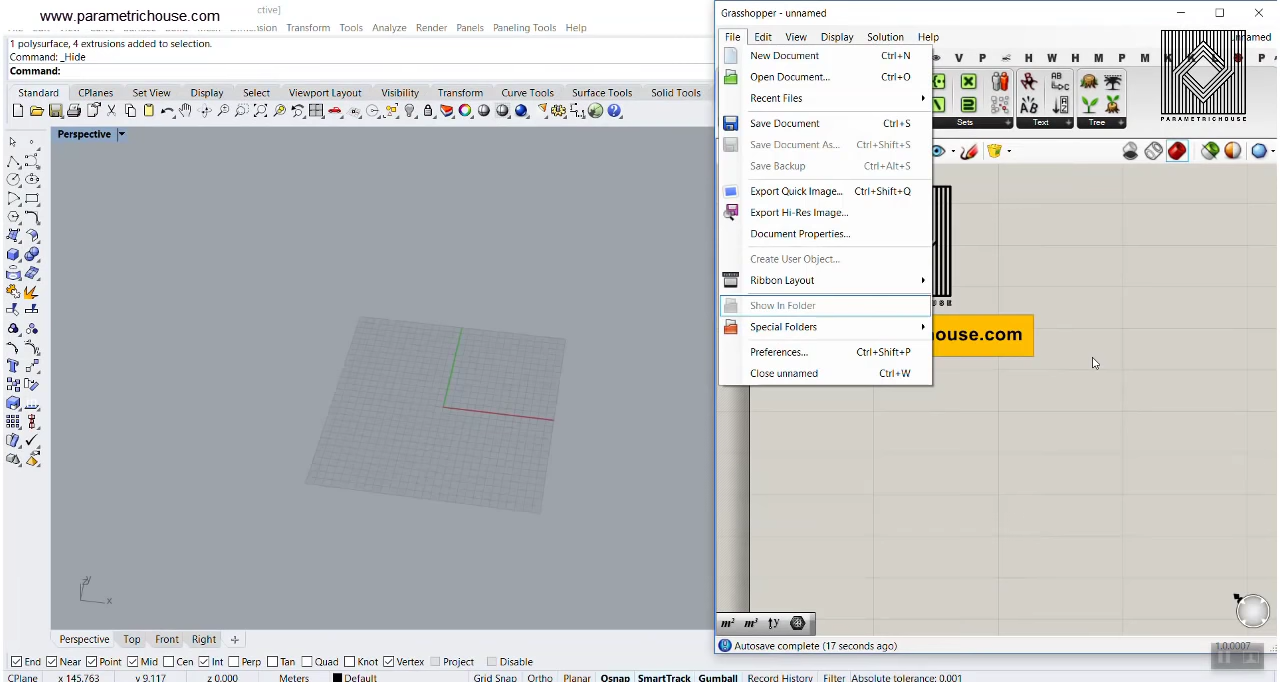 www.parametrichouse.com
ctive]
Transform Tools Analyze Render Panels Paneling Tools Help
1 polysurface, 4 extrusions added to selection.
Command: _Hide
Command:
Standard CPlanes Set View Display Select Viewport Layout Visibility Transform Curve Tools Surface Tools Solid Tools
Perspective
y
x
Perspective Top Front Right
End Near Point Mid Cen Int Perp Tan Quad Knot Vertex Project Disable
CPlane x 145.763 y 9.117 z 0.000 Meters Default Grid Snap Ortho Planar Osnap SmartTrack Gumball Record History Filter Absolute tolerance: 0.001
Grasshopper - unnamed
File Edit View Display Solution Help
unnamed
V P H W H M P M P
New Document Ctrl+N
Open Document... Ctrl+O
Recent Files
Save Document Ctrl+S
Save Document As... Ctrl+Shift+S
Save Backup Ctrl+Alt+S
Export Quick Image... Ctrl+Shift+Q
Export Hi-Res Image...
Document Properties...
Create User Object...
Ribbon Layout
Show In Folder
Special Folders
Preferences... Ctrl+Shift+P
Close unnamed Ctrl+W
Sets Text Tree
PARAMETRICHOUSE
ouse.com
Autosave complete (17 seconds ago)
1.0.0007